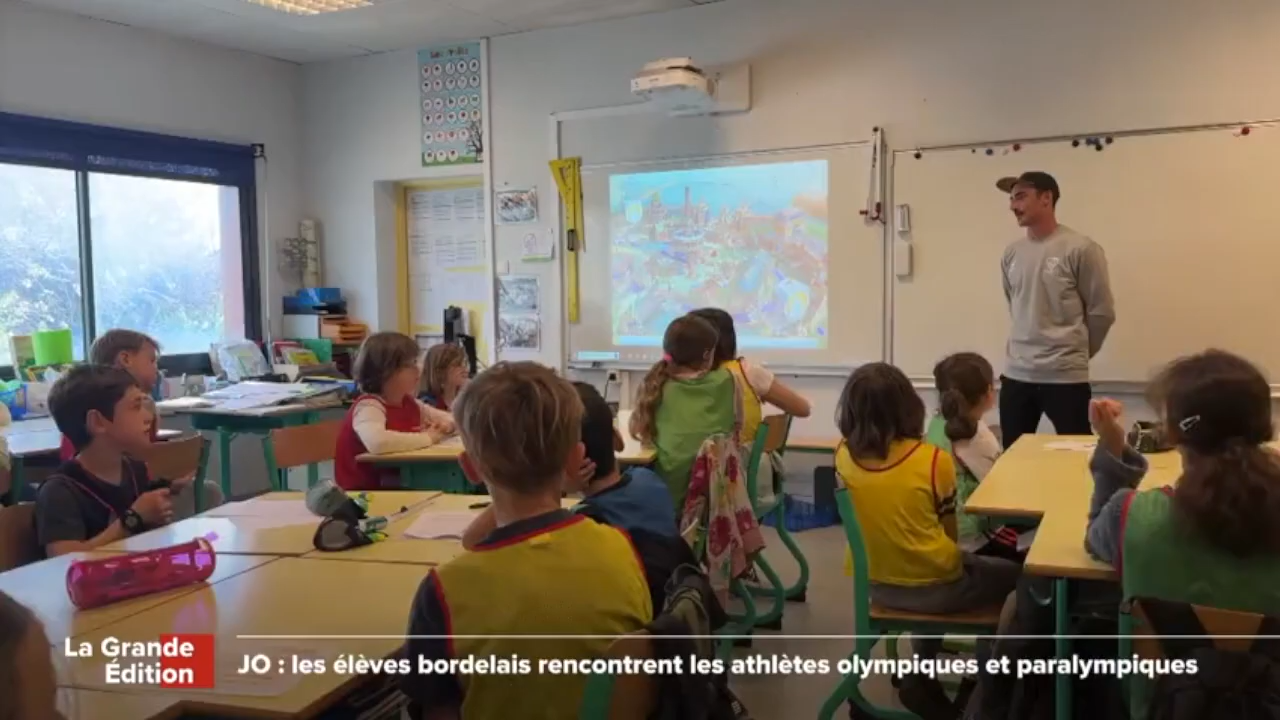 La Grande
Édition
JO : les élèves bordelais rencontrent les athlètes olympiques et paralympiques